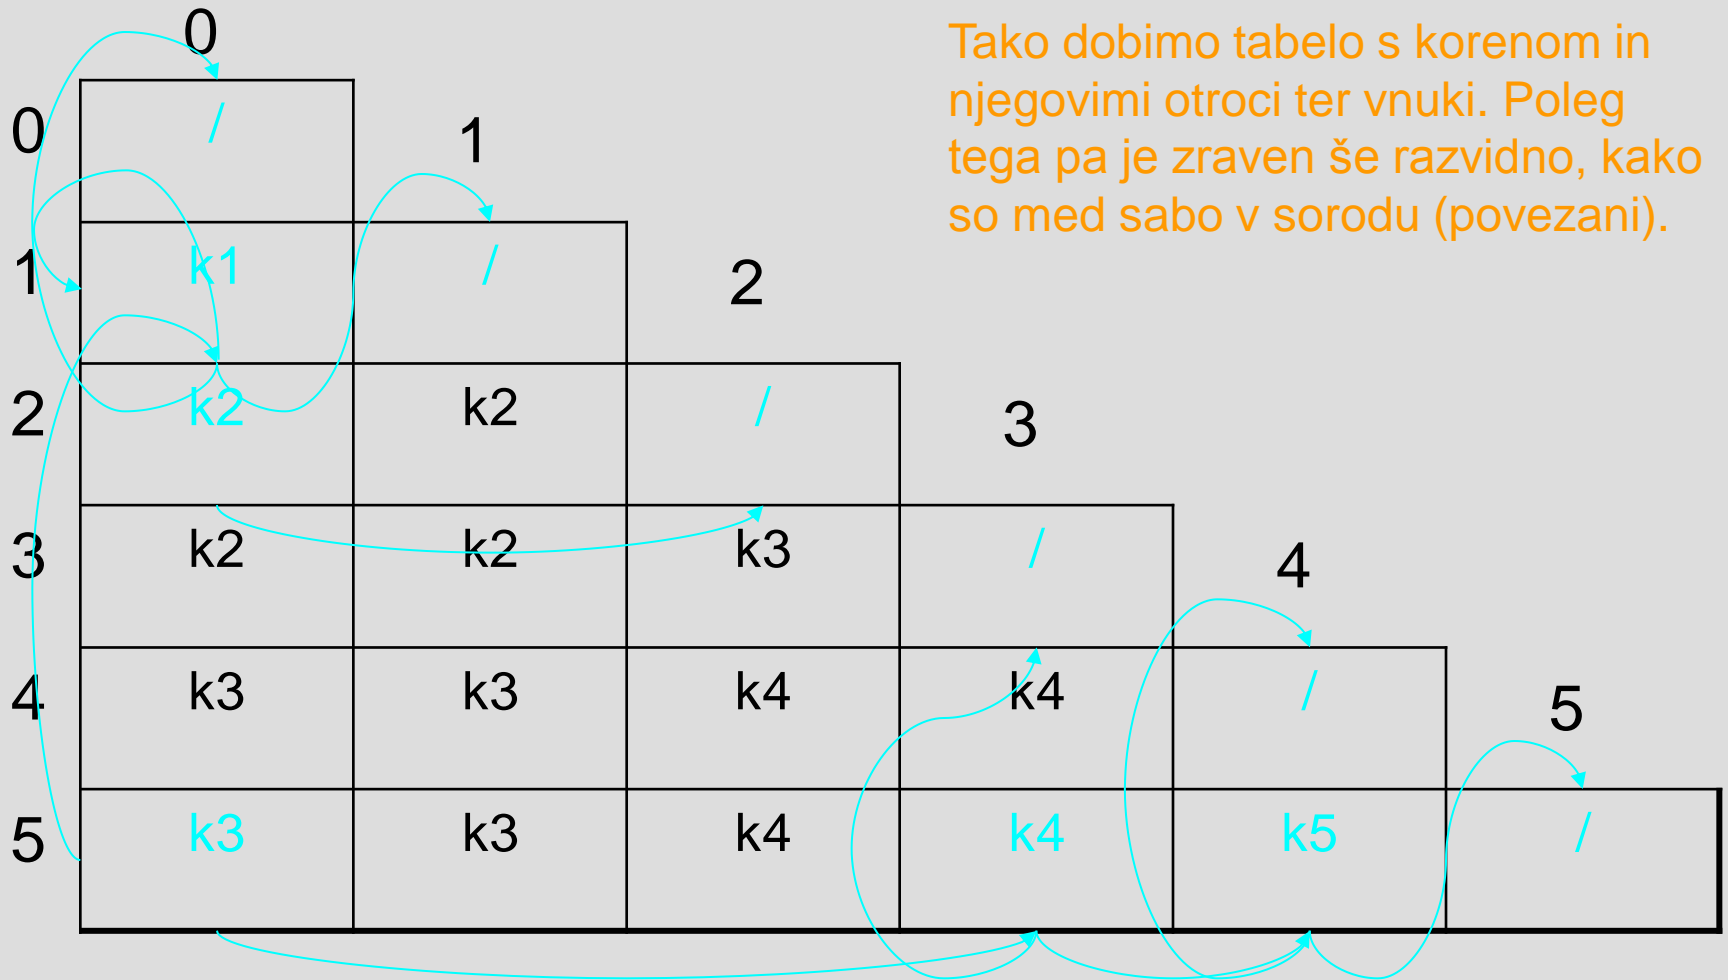 0
Tako dobimo tabelo s korenom in
njegovimi otroci ter vnuki. Poleg
tega pa je zraven še razvidno, kako
so med sabo v sorodu (povezani).
0 / 1
1 k1 / 2
2 k2 k2 / 3
3 k2 k2 k3 / 4
4 k3 k3 k4 k4 / 5
5 k3 k3 k4 k4 k5 /